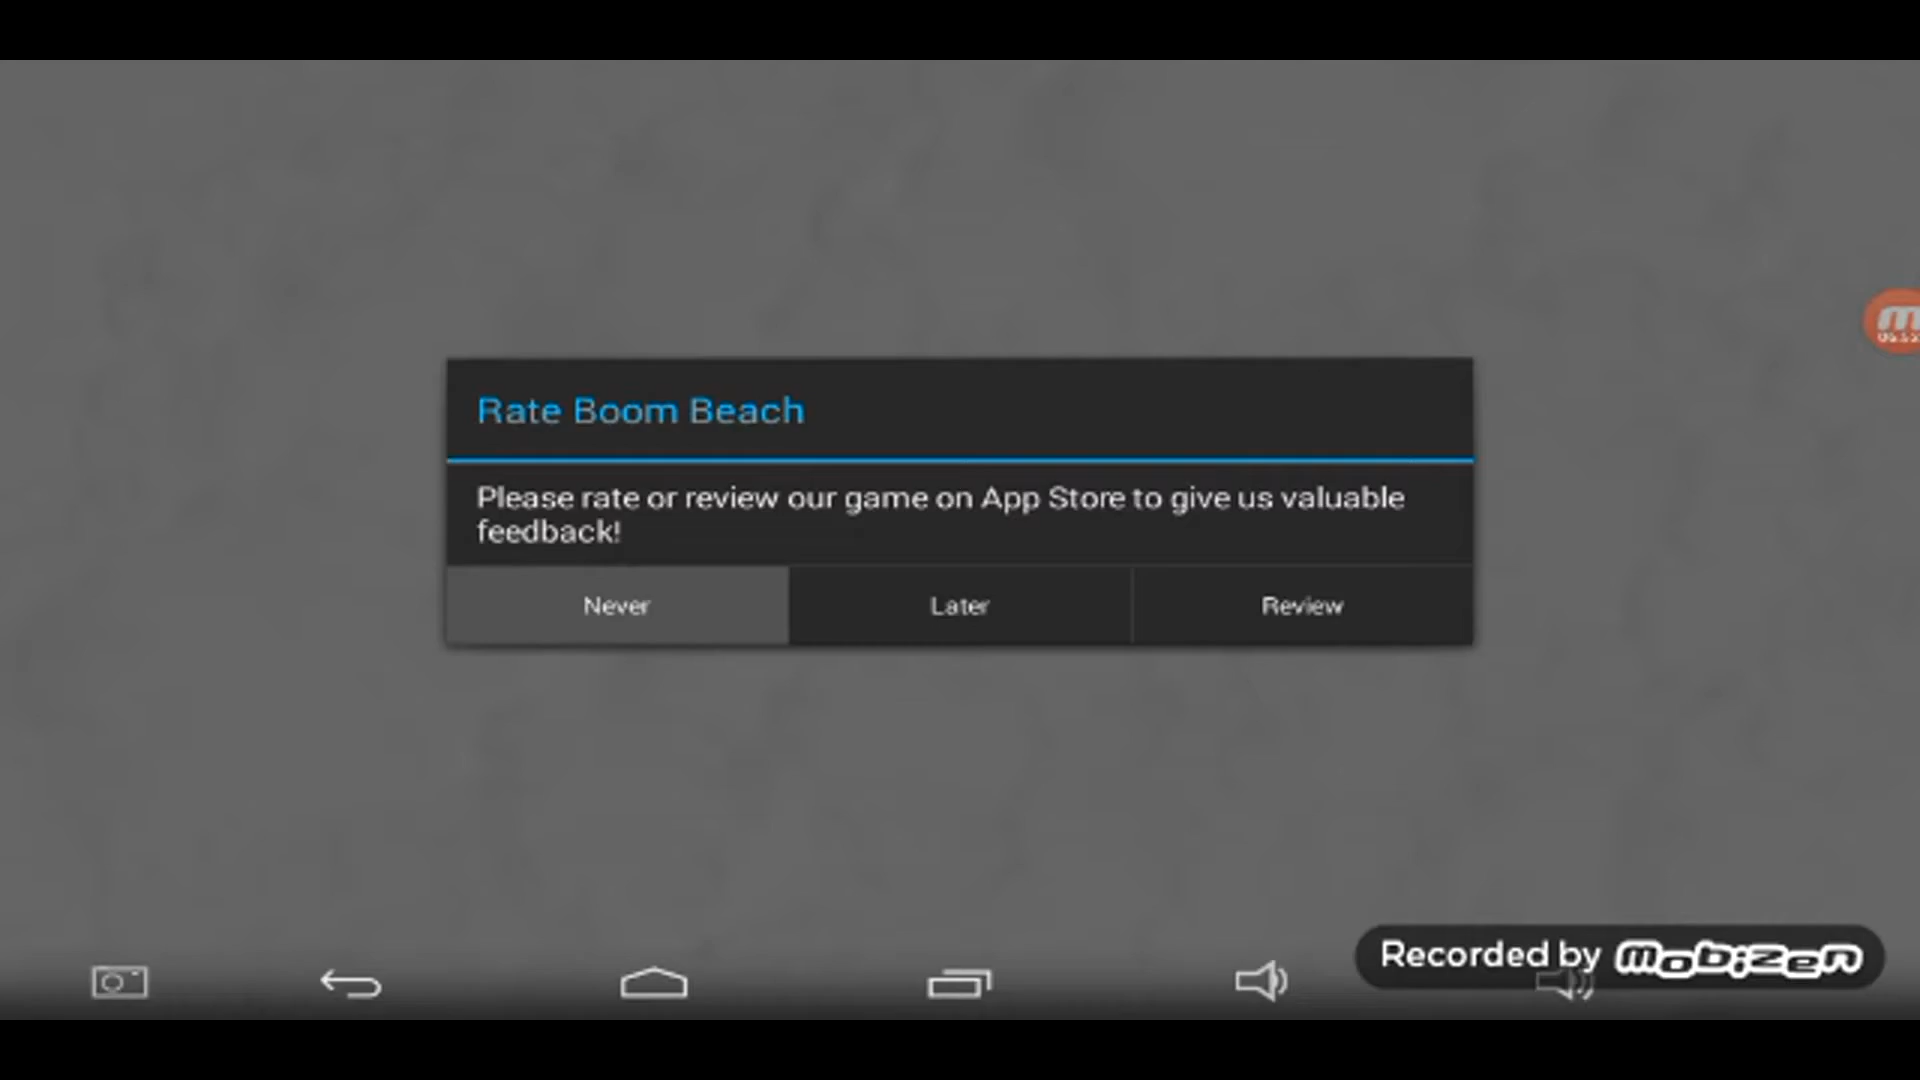 Rate Boom Beach
Please rate or review our game on App Store to give us valuable
feedback!
Never
Later
Review
Recorded by mobizen